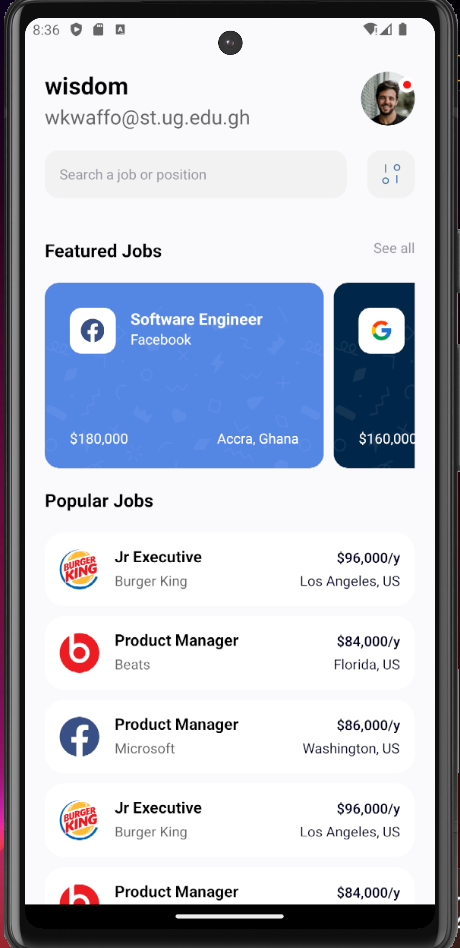 8:36
wisdom
wkwaffo@st.ug.edu.gh
Search a job or position
Featured Jobs
See all
Software Engineer
Facebook
$180,000
Accra, Ghana
$160,000
Popular Jobs
BURGER KING
Jr Executive
$96,000/y
Burger King
Los Angeles, US
Product Manager
$84,000/y
Beats
Florida, US
Product Manager
$86,000/y
Microsoft
Washington, US
BURGER KING
Jr Executive
$96,000/y
Burger King
Los Angeles, US
Product Manager
$84,000/y